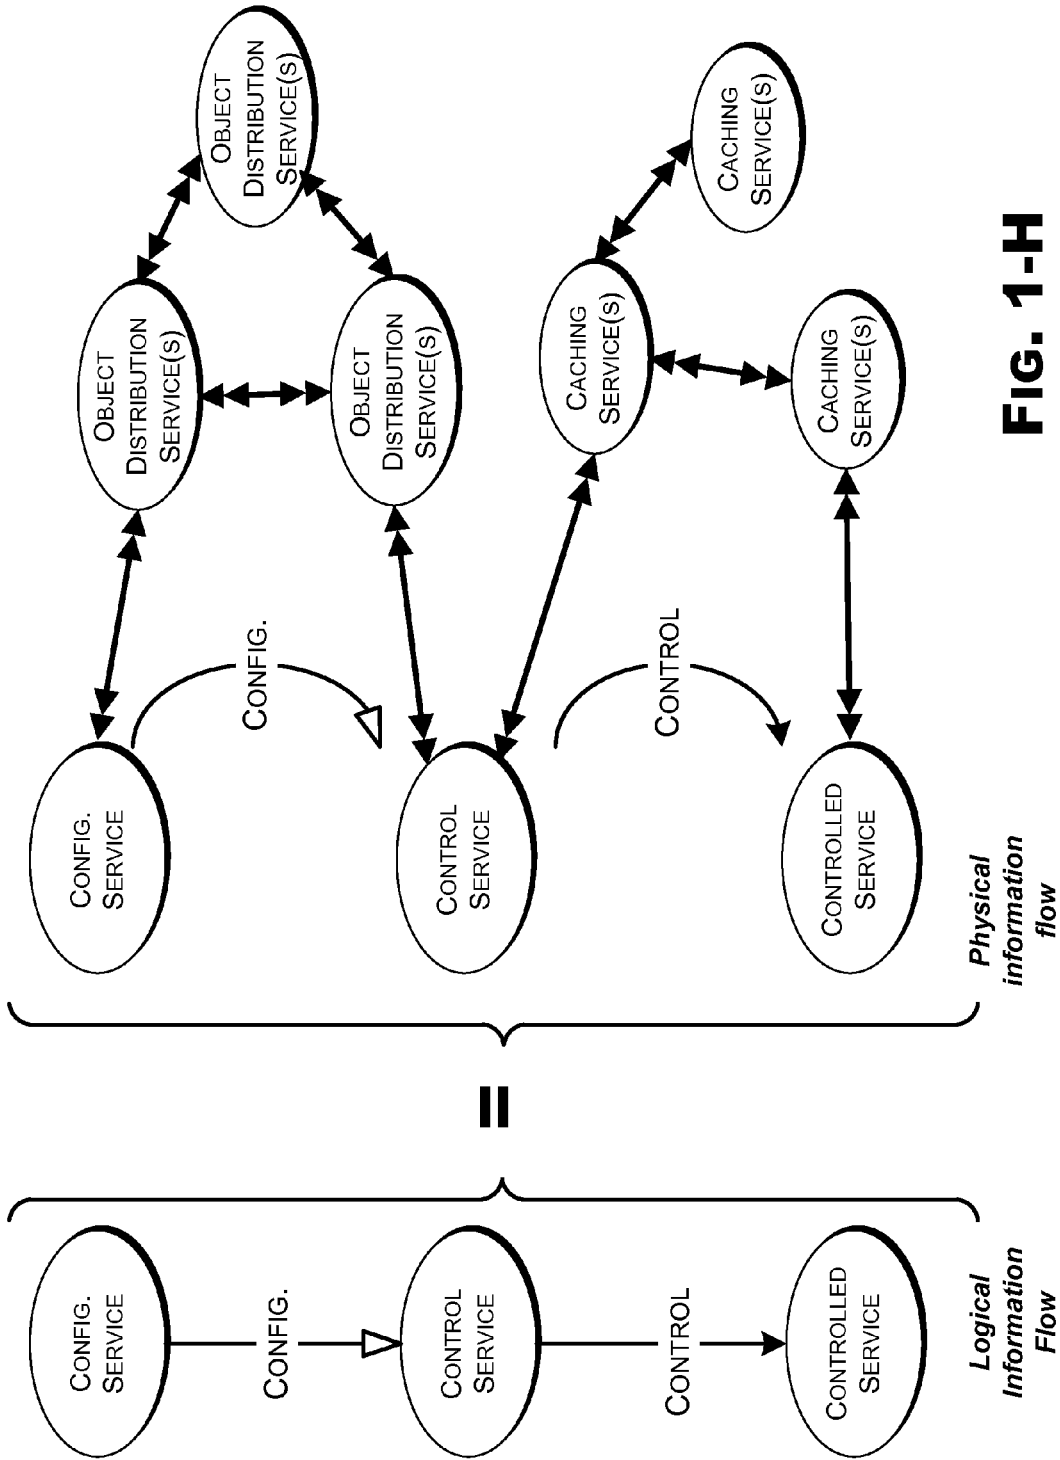 CONFIG.
SERVICE
CONFIG.
CONTROL
SERVICE
CONTROL
CONTROLLED
SERVICE
Logical
Information
Flow
=
CONFIG.
SERVICE
CONFIG.
CONTROL
SERVICE
CONTROL
CONTROLLED
SERVICE
Physical
information
flow
OBJECT
DISTRIBUTION
SERVICE(S)
OBJECT
DISTRIBUTION
SERVICE(S)
OBJECT
DISTRIBUTION
SERVICE(S)
CACHING
SERVICE(S)
CACHING
SERVICE(S)
CACHING
SERVICE(S)
FIG. 1-H